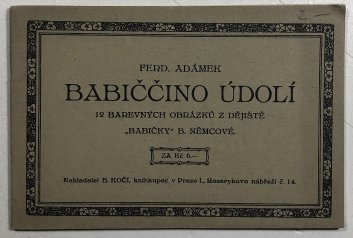 2—
FERD. ADÁMEK
BABIČČINO ÚDOLÍ
12 BAREVNÝCH OBRÁZKŮ Z DĚJIŠTĚ
„BABIČKY" B. NĚMCOVÉ.
ZA Kč 6.—
Nakladatel B. KOČÍ, knihkupec v Praze I., Masarykovo nábřeží č. 14.